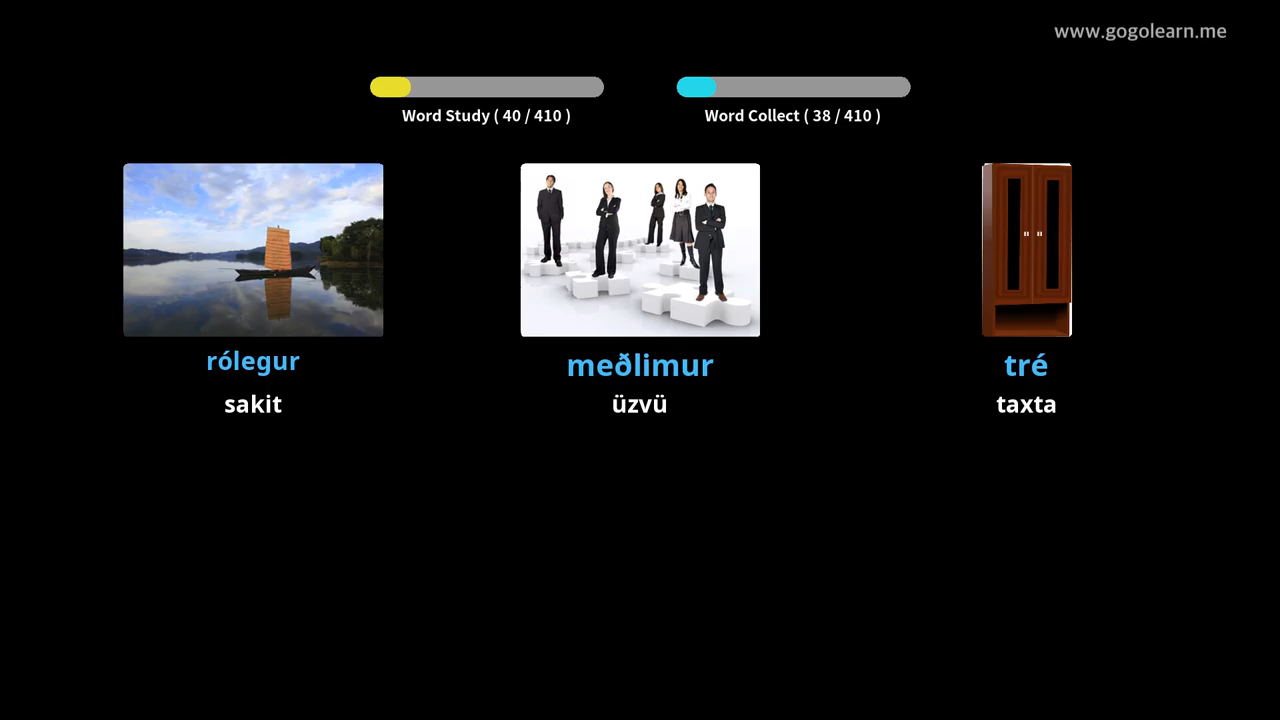 www.gogolearn.me
Word Study ( 40 / 410 )
Word Collect ( 38 / 410 )
rólegur
sakit
meðlimur
üzvü
tré
taxta